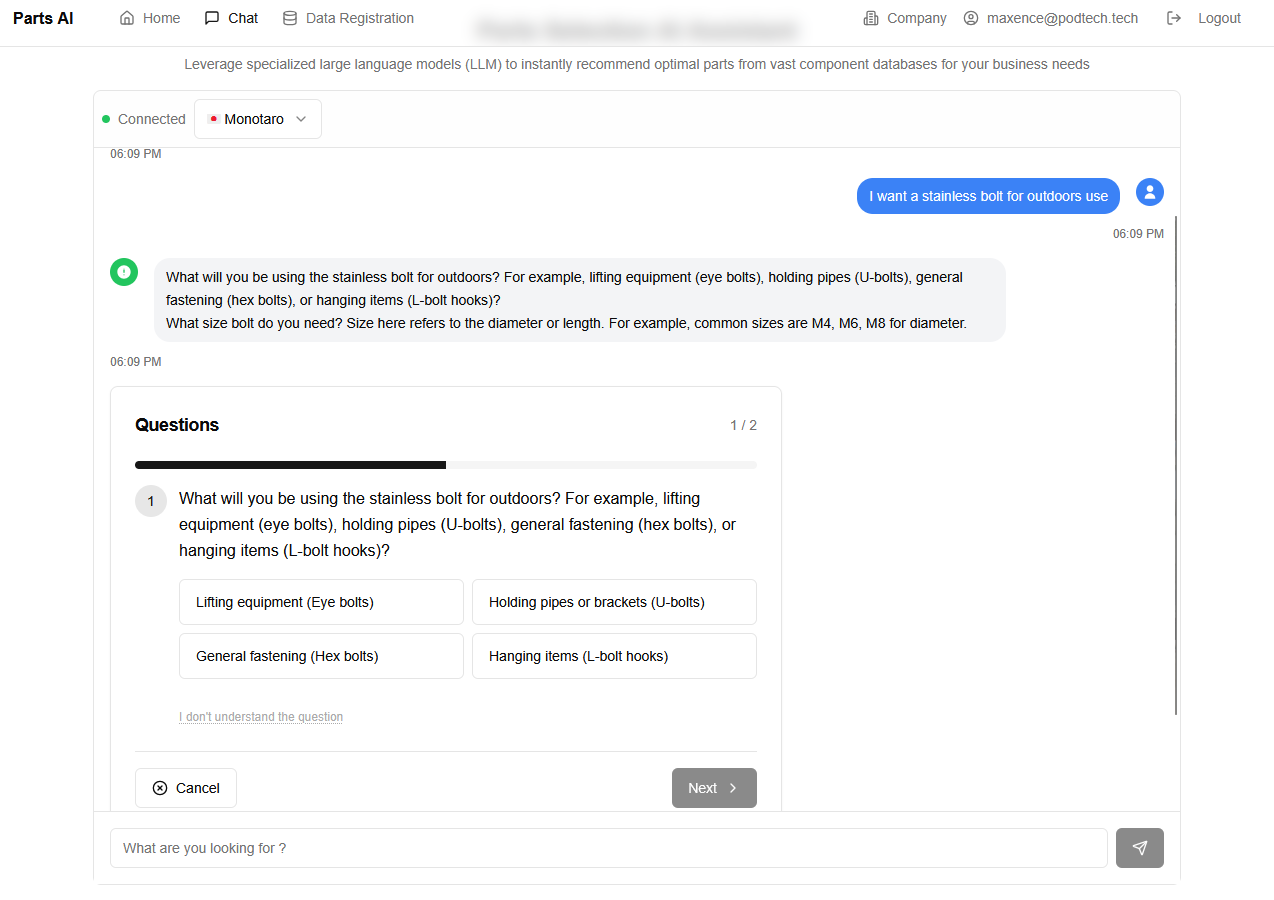 Parts AI
Home
Chat
Data Registration
Company
maxence@podtech.tech
Logout
Leverage specialized large language models (LLM) to instantly recommend optimal parts from vast component databases for your business needs
Connected
Monotaro
06:09 PM
I want a stainless bolt for outdoors use
06:09 PM
What will you be using the stainless bolt for outdoors? For example, lifting equipment (eye bolts), holding pipes (U-bolts), general
fastening (hex bolts), or hanging items (L-bolt hooks)?
What size bolt do you need? Size here refers to the diameter or length. For example, common sizes are M4, M6, M8 for diameter.
06:09 PM
Questions
1 / 2
1
What will you be using the stainless bolt for outdoors? For example, lifting
equipment (eye bolts), holding pipes (U-bolts), general fastening (hex bolts), or
hanging items (L-bolt hooks)?
Lifting equipment (Eye bolts)
Holding pipes or brackets (U-bolts)
General fastening (Hex bolts)
Hanging items (L-bolt hooks)
I don't understand the question
Cancel
Next
What are you looking for ?